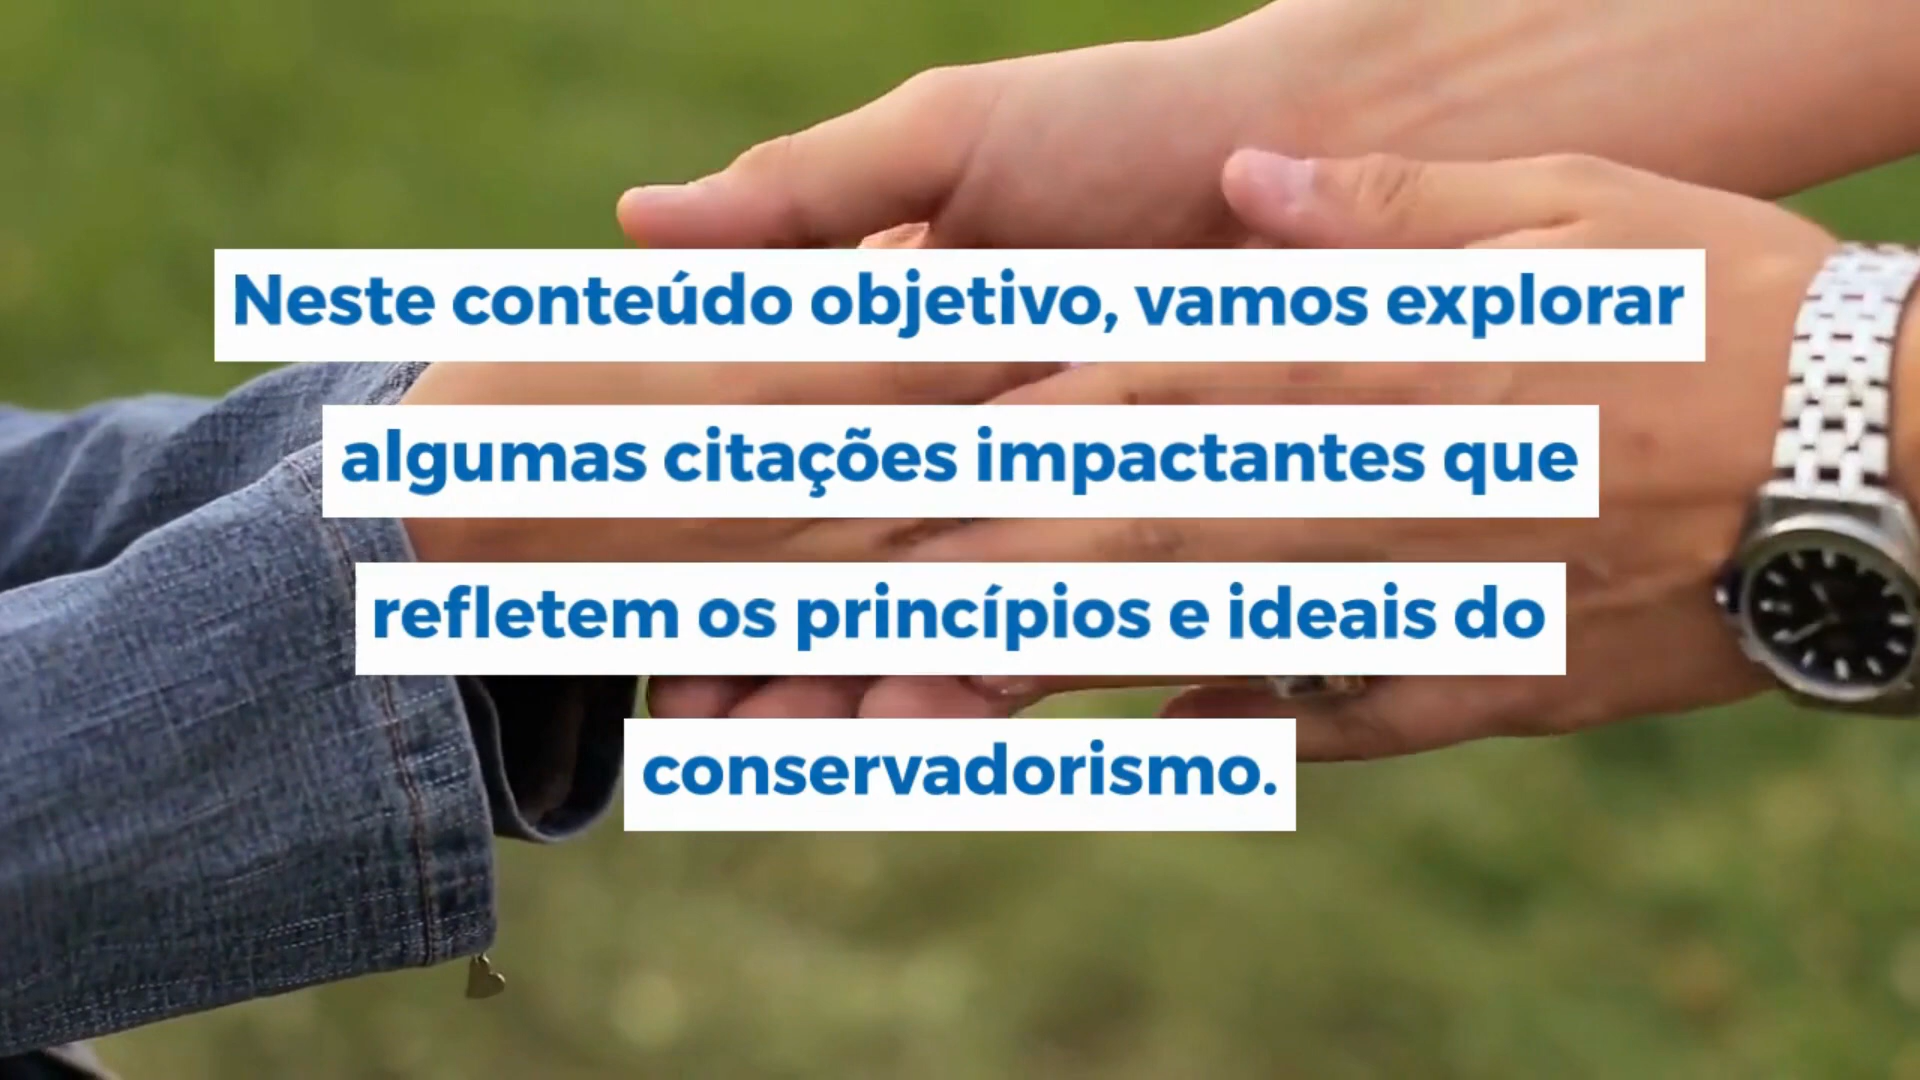 Neste conteúdo objetivo, vamos explorar
algumas citações impactantes que
refletem os princípios e ideais do
conservadorismo.